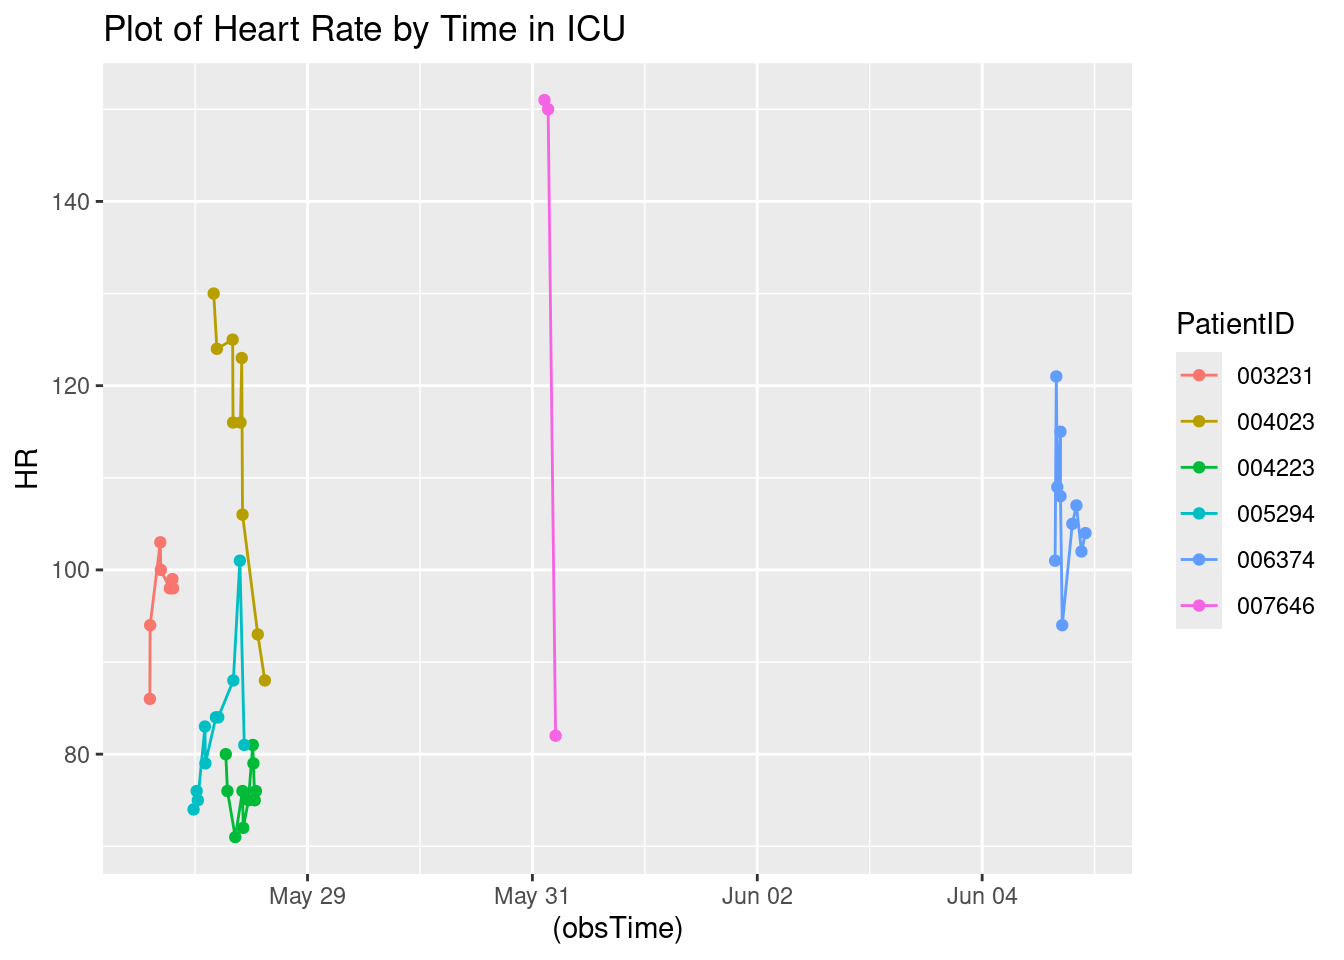 Plot of Heart Rate by Time in ICU
HR
140
120
100
80
May 29 May 31 Jun 02 Jun 04
(obsTime)
PatientID
003231
004023
004223
005294
006374
007646